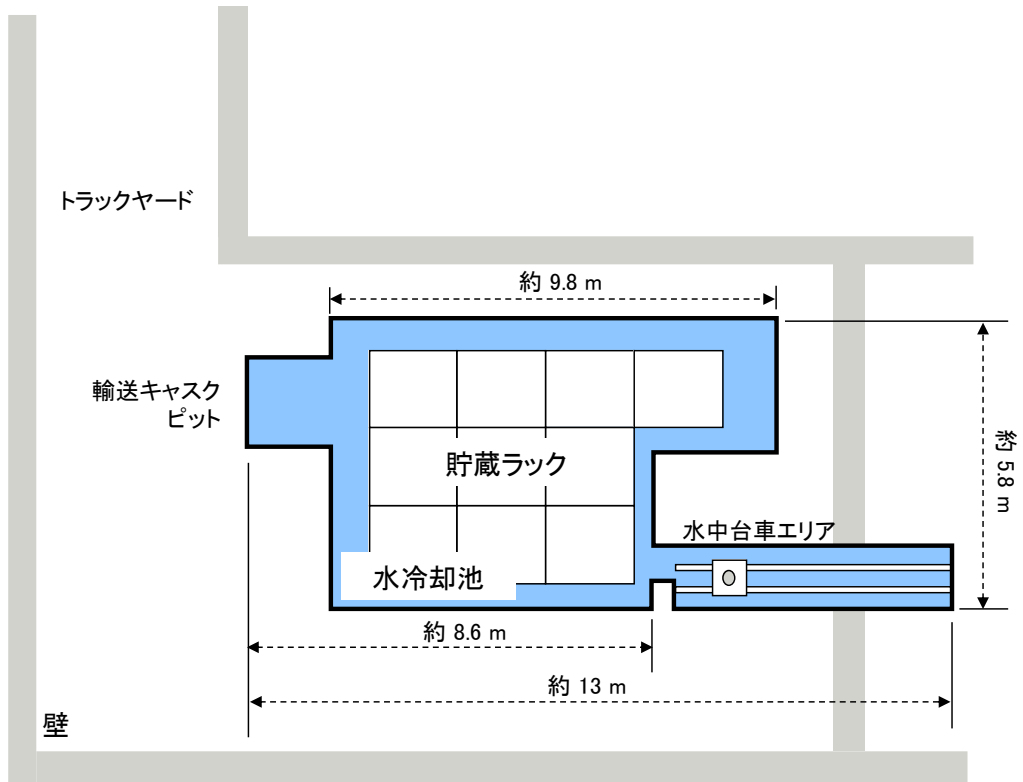 トラックヤード
約 9.8 m
輸送キャスク
ピット
貯蔵ラック
約 5.8 m
水中台車エリア
水冷却池
約 8.6 m
約 13 m
壁